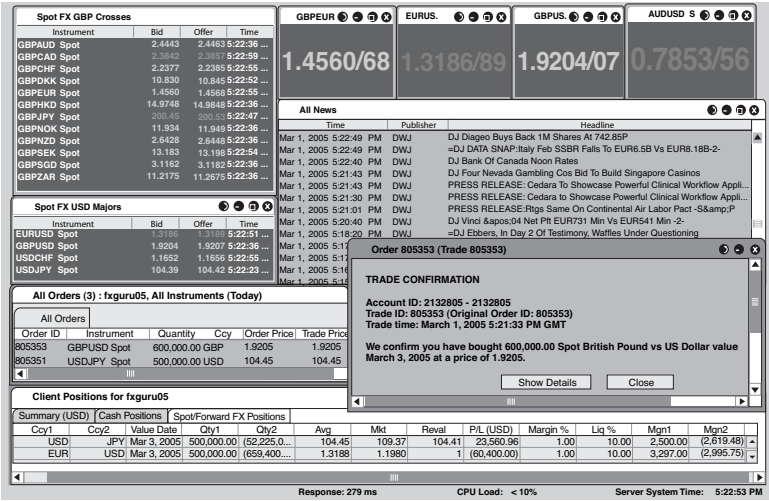 Spot FX GBP Crosses
Instrument Bid Offer Time
GBPAUD Spot 2.4443 2.4463 5:22:36 ...
GBPCAD Spot 2.3842 2.3857 5:22:59 ...
GBPCHF Spot 2.2377 2.2385 5:22:55 ...
GBPDKK Spot 10.830 10.845 5:22:52 ...
GBPEUR Spot 1.4560 1.4568 5:22:55 ...
GBPHKD Spot 14.9748 14.9848 5:22:36 ...
GBPJPY Spot 200.45 200.53 5:22:47 ...
GBPNOK Spot 11.934 11.949 5:22:36 ...
GBPNZD Spot 2.6428 2.6448 5:22:36 ...
GBPSEK Spot 13.183 13.198 5:22:54 ...
GBPSGD Spot 3.1162 3.1182 5:22:36 ...
GBPZAR Spot 11.2175 11.2675 5:22:36 ...
GBPEUR
1.4560/68
EURUS.
1.3186/89
GBPUS.
1.9204/07
AUDUSD S
0.7853/56
All News
Time Publisher Headline
Mar 1, 2005 5:22:49 PM DWJ DJ Diageo Buys Back 1M Shares At 742.85P
Mar 1, 2005 5:22:49 PM DWJ =DJ DATA SNAP:Italy Feb SSBR Falls To EUR6.5B Vs EUR8.18B-2-
Mar 1, 2005 5:22:40 PM DWJ DJ Bank Of Canada Noon Rates
Mar 1, 2005 5:21:43 PM DWJ DJ Four Nevada Gambling Cos Bid To Build Singapore Casinos
Mar 1, 2005 5:21:43 PM DWJ PRESS RELEASE: Cedara To Showcase Powerful Clinical Workflow Appli...
Mar 1, 2005 5:21:30 PM DWJ PRESS RELEASE: Cedara to Showcase Powerful Clinical Workflow Appli...
Mar 1, 2005 5:21:01 PM DWJ PRESS RELEASE:Rtgs Same On Continental Air Labor Pact -S&amp;P
Mar 1, 2005 5:20:40 PM DWJ DJ Vinci &apos;04 Net Pft EUR731 Min Vs EUR541 Min -2-
Mar 1, 2005 5:18:20 PM DWJ =DJ Ebbers, In Day 2 Of Testimony, Waffles Under Questioning
Mar 1, 2005 5:17
Mar 1, 2005 5:17
Mar 1, 2005 5:16
Mar 1, 2005 5:15
Spot FX USD Majors
Instrument Bid Offer Time
EURUSD Spot 1.3186 1.3189 5:22:51 ...
GBPUSD Spot 1.9204 1.9207 5:22:36 ...
USDCHF Spot 1.1652 1.1656 5:22:55 ...
USDJPY Spot 104.39 104.42 5:22:23 ...
Order 805353 (Trade 805353)
TRADE CONFIRMATION
Account ID: 2132805 - 2132805
Trade ID: 805353 (Original Order ID: 805353)
Trade time: March 1, 2005 5:21:33 PM GMT
We confirm you have bought 600,000.00 Spot British Pound vs US Dollar value
March 3, 2005 at a price of 1.9205.
Show Details Close
All Orders (3) : fxguru05, All Instruments (Today)
All Orders
Order ID Instrument Quantity Ccy Order Price Trade Price
805353 GBPUSD Spot 600,000.00 GBP 1.9205 1.9205
805351 USDJPY Spot 500,000.00 USD 104.45 104.45
Client Positions for fxguru05
Summary (USD) Cash Positions Spot/Forward FX Positions
Ccy1 Ccy2 Value Date Qty1 Qty2 Avg Mkt Reval P/L (USD) Margin % Liq % Mgn1 Mgn2
USD JPY Mar 3, 2005 500,000.00 (52,225,0... 104.45 109.37 104.41 23,560.96 1.00 10.00 2,500.00 (2,619.48)
EUR USD Mar 3, 2005 500,000.00 (659,400.... 1.3188 1.1980 1 (60,400.00) 1.00 10.00 3,297.00 (2,995.75)
Response: 279 ms CPU Load: < 10% Server System Time: 5:22:53 PM